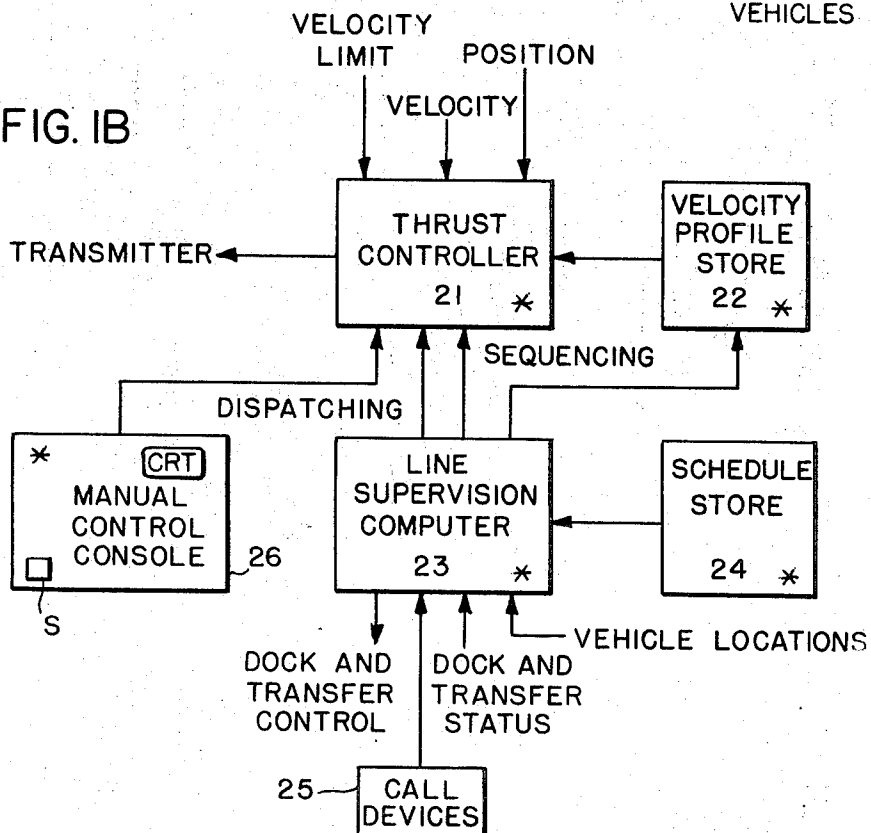 VEHICLES
VELOCITY
LIMIT
POSITION
VELOCITY
FIG. 1B
THRUST
CONTROLLER
21 *
VELOCITY
PROFILE
STORE
22 *
TRANSMITTER
SEQUENCING
DISPATCHING
* CRT
MANUAL
CONTROL
CONSOLE
26
S
LINE
SUPERVISION
COMPUTER
23 *
SCHEDULE
STORE
24 *
VEHICLE LOCATIONS
DOCK AND
TRANSFER
CONTROL
DOCK AND
TRANSFER
STATUS
25
CALL
DEVICES